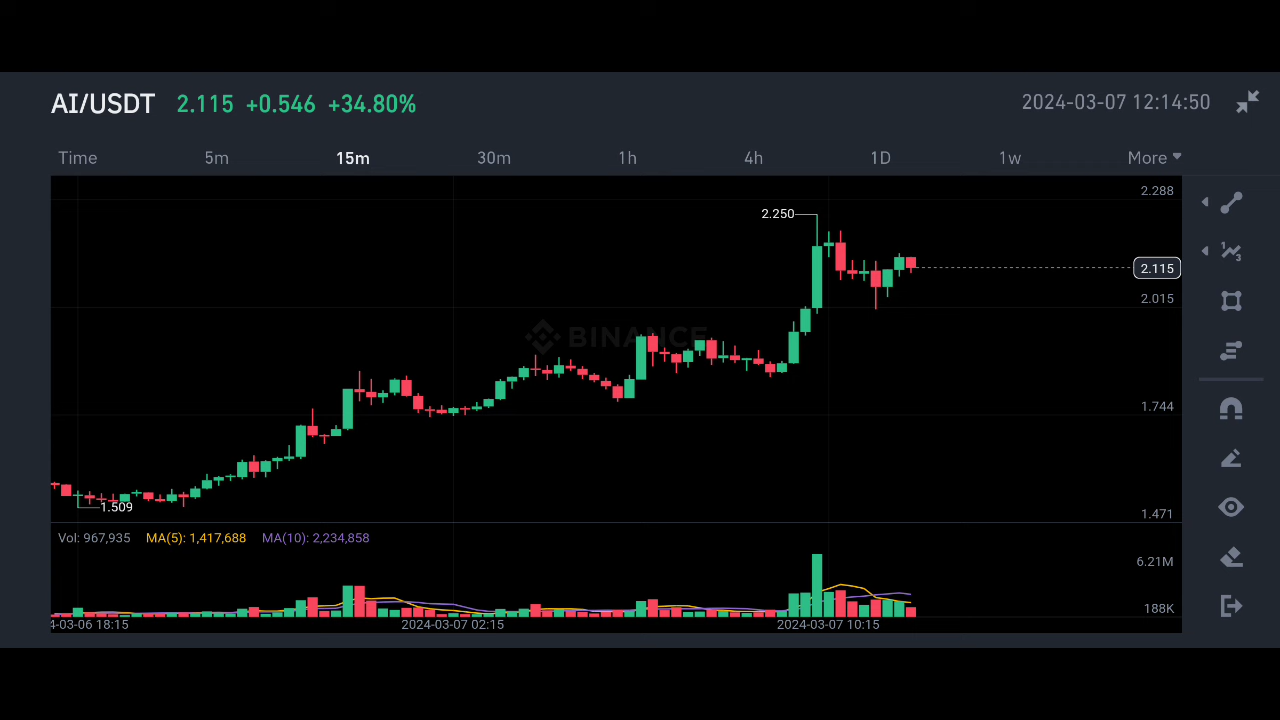 AI/USDT 2.115 +0.546 +34.80% 2024-03-07 12:14:50
Time 5m 15m 30m 1h 4h 1D 1w More
2.288
2.250
2.115
2.015
BINANCE
1.744
1.509
1.471
Vol: 967,935 MA(5): 1,417,688 MA(10): 2,234,858
6.21M
188K
4-03-06 18:15 2024-03-07 02:15 2024-03-07 10:15